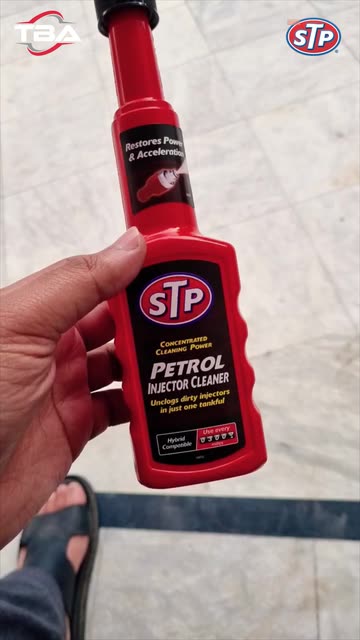 TBA
STP
Restores Power
& Acceleration
STP
CONCENTRATED
CLEANING POWER
PETROL
INJECTOR CLEANER
Unclogs dirty injectors
in just one tankful
Hybrid
Compatible
Use every